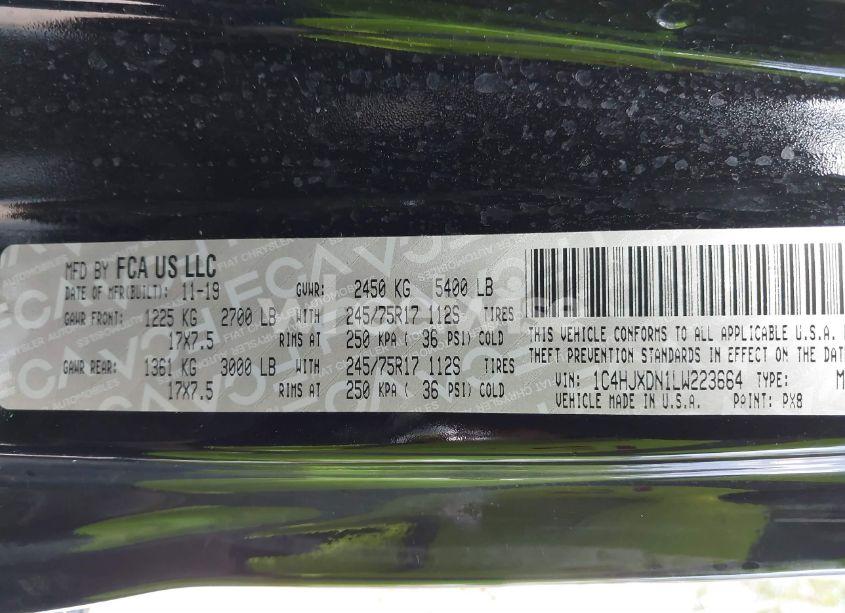 MFD BY FCA US LLC
DATE OF MFR(BUILT): 11-19 GVWR: 2450 KG 5400 LB
GAWR FRONT: 1225 KG 2700 LB WITH 245/75R17 112S TIRES
17X7.5 RIMS AT 250 KPA ( 36 PSI) COLD
GAWR REAR: 1361 KG 3000 LB WITH 245/75R17 112S TIRES
17X7.5 RIMS AT 250 KPA ( 36 PSI) COLD
THIS VEHICLE CONFORMS TO ALL APPLICABLE U.S.A.
THEFT PREVENTION STANDARDS IN EFFECT ON THE DAT
VIN: 1C4HJXDN1LW223664 TYPE: M
VEHICLE MADE IN U.S.A. PAINT: PX8